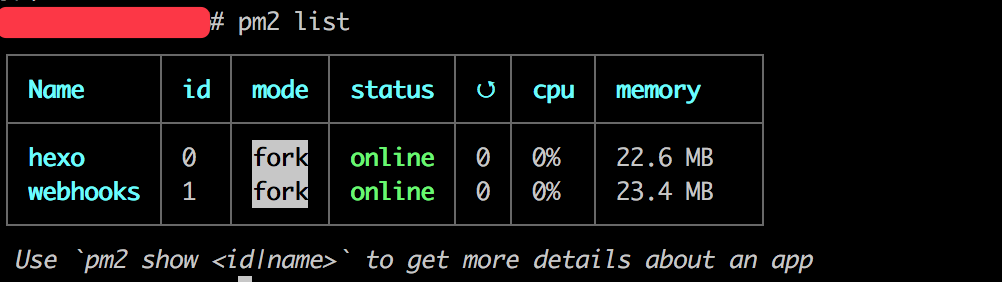 # pm2 list
Name id mode status ↺ cpu memory
hexo 0 fork online 0 0% 22.6 MB
webhooks 1 fork online 0 0% 23.4 MB
Use `pm2 show <id|name>` to get more details about an app